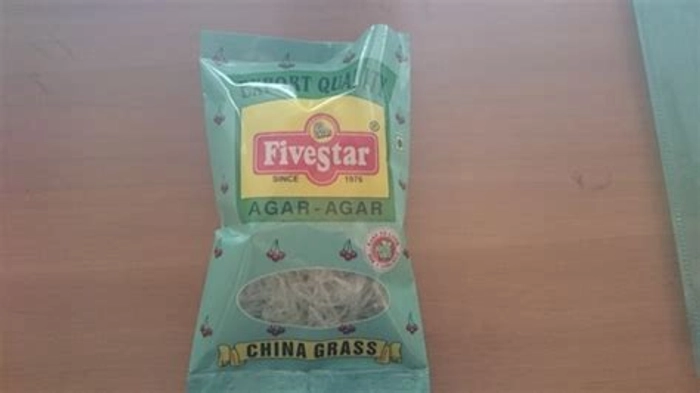 EXPORT QUALITY
FiveStar
®
SINCE 1976
AGAR-AGAR
CHINA GRASS